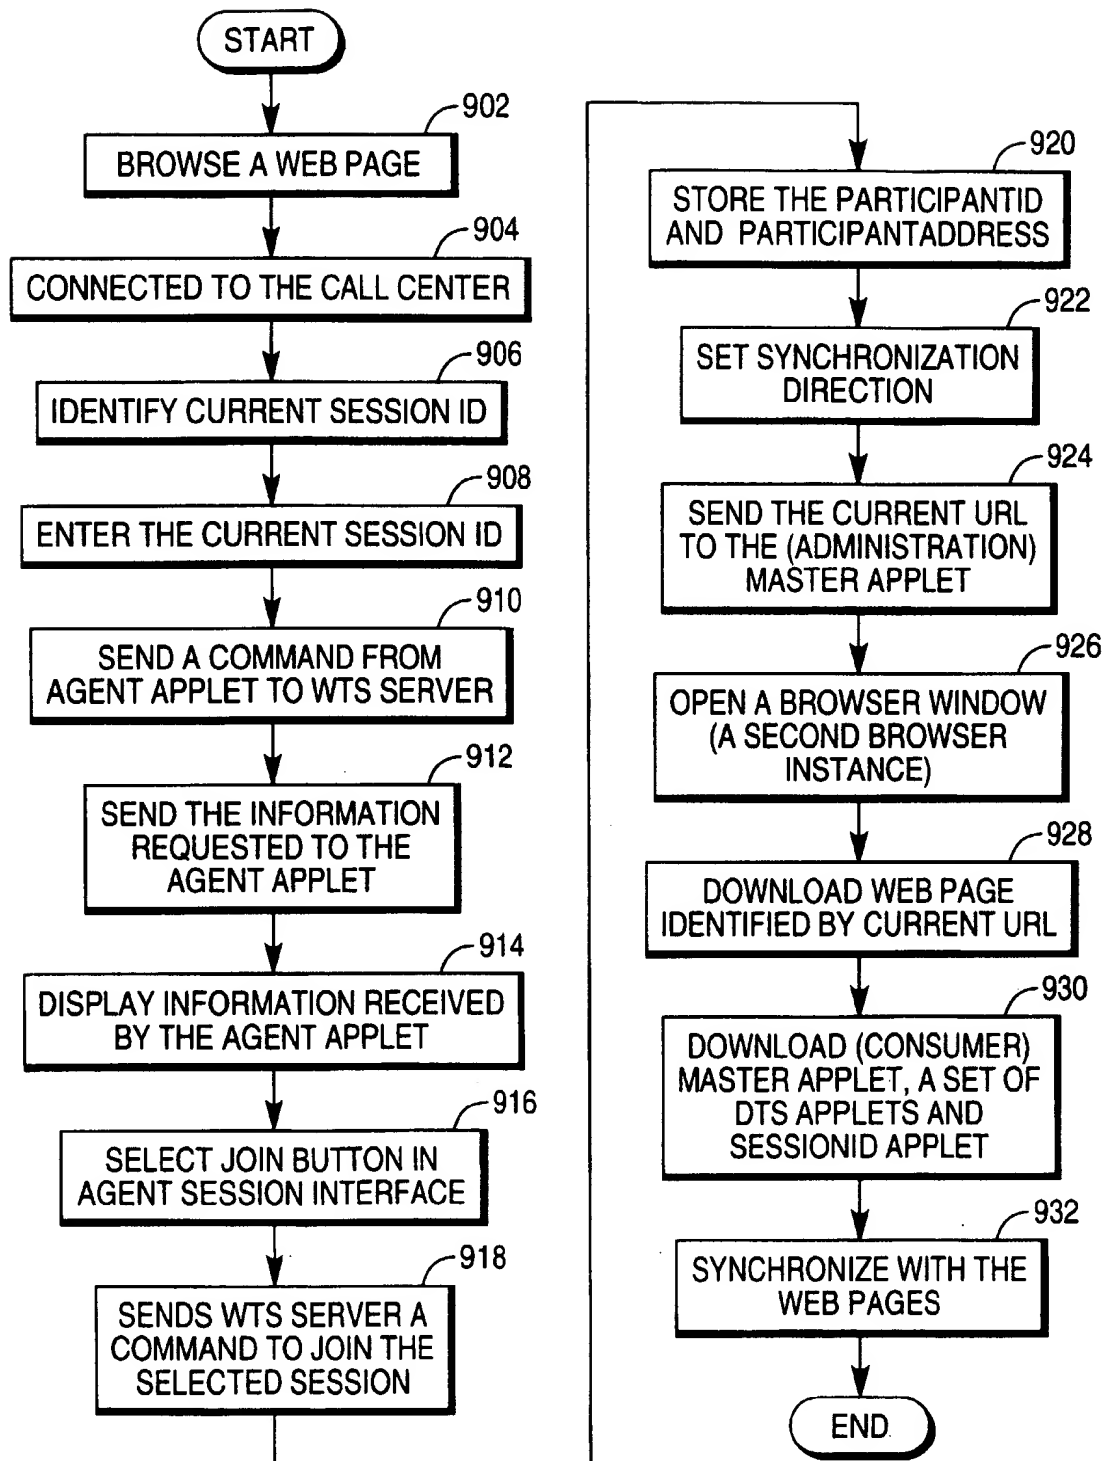 START
902
BROWSE A WEB PAGE
904
CONNECTED TO THE CALL CENTER
906
IDENTIFY CURRENT SESSION ID
908
ENTER THE CURRENT SESSION ID
910
SEND A COMMAND FROM
AGENT APPLET TO WTS SERVER
912
SEND THE INFORMATION
REQUESTED TO THE
AGENT APPLET
914
DISPLAY INFORMATION RECEIVED
BY THE AGENT APPLET
916
SELECT JOIN BUTTON IN
AGENT SESSION INTERFACE
918
SENDS WTS SERVER A
COMMAND TO JOIN THE
SELECTED SESSION
920
STORE THE PARTICIPANTID
AND PARTICIPANTADDRESS
922
SET SYNCHRONIZATION
DIRECTION
924
SEND THE CURRENT URL
TO THE (ADMINISTRATION)
MASTER APPLET
926
OPEN A BROWSER WINDOW
(A SECOND BROWSER
INSTANCE)
928
DOWNLOAD WEB PAGE
IDENTIFIED BY CURRENT URL
930
DOWNLOAD (CONSUMER)
MASTER APPLET, A SET OF
DTS APPLETS AND
SESSIONID APPLET
932
SYNCHRONIZE WITH THE
WEB PAGES
END